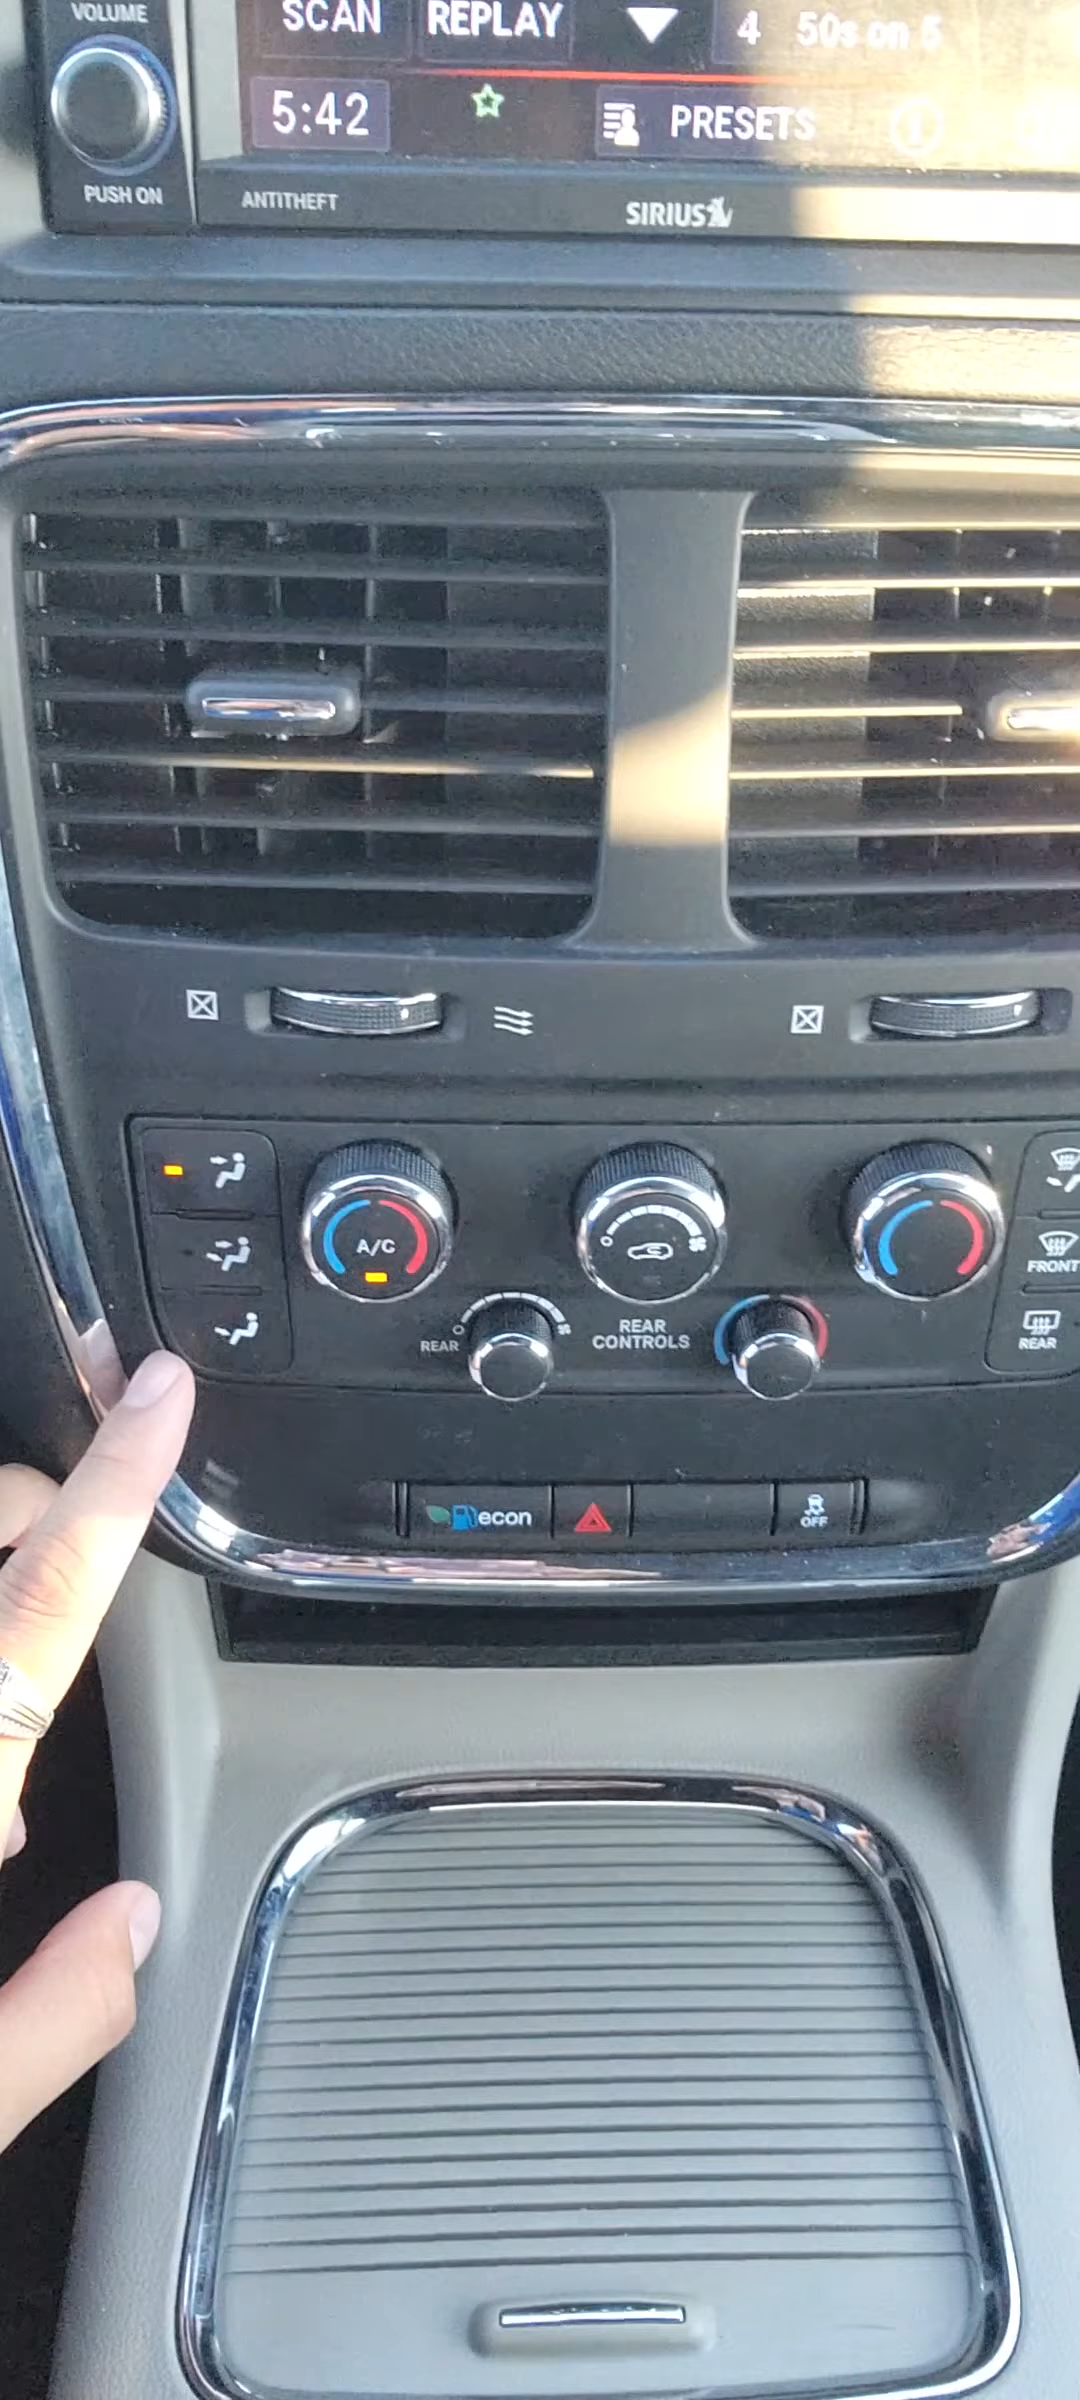 VOLUME
SCAN REPLAY 4 50s on 5
5:42 PRESETS
PUSH ON ANTITHEFT SIRIUS
A/C
FRONT
REAR
REAR CONTROLS
REAR
econ
OFF